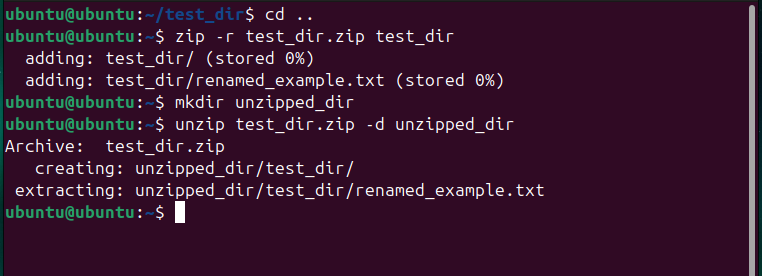 ubuntu@ubuntu:~/test_dir$ cd ..
ubuntu@ubuntu:~$ zip -r test_dir.zip test_dir
  adding: test_dir/ (stored 0%)
  adding: test_dir/renamed_example.txt (stored 0%)
ubuntu@ubuntu:~$ mkdir unzipped_dir
ubuntu@ubuntu:~$ unzip test_dir.zip -d unzipped_dir
Archive:  test_dir.zip
   creating: unzipped_dir/test_dir/
 extracting: unzipped_dir/test_dir/renamed_example.txt
ubuntu@ubuntu:~$